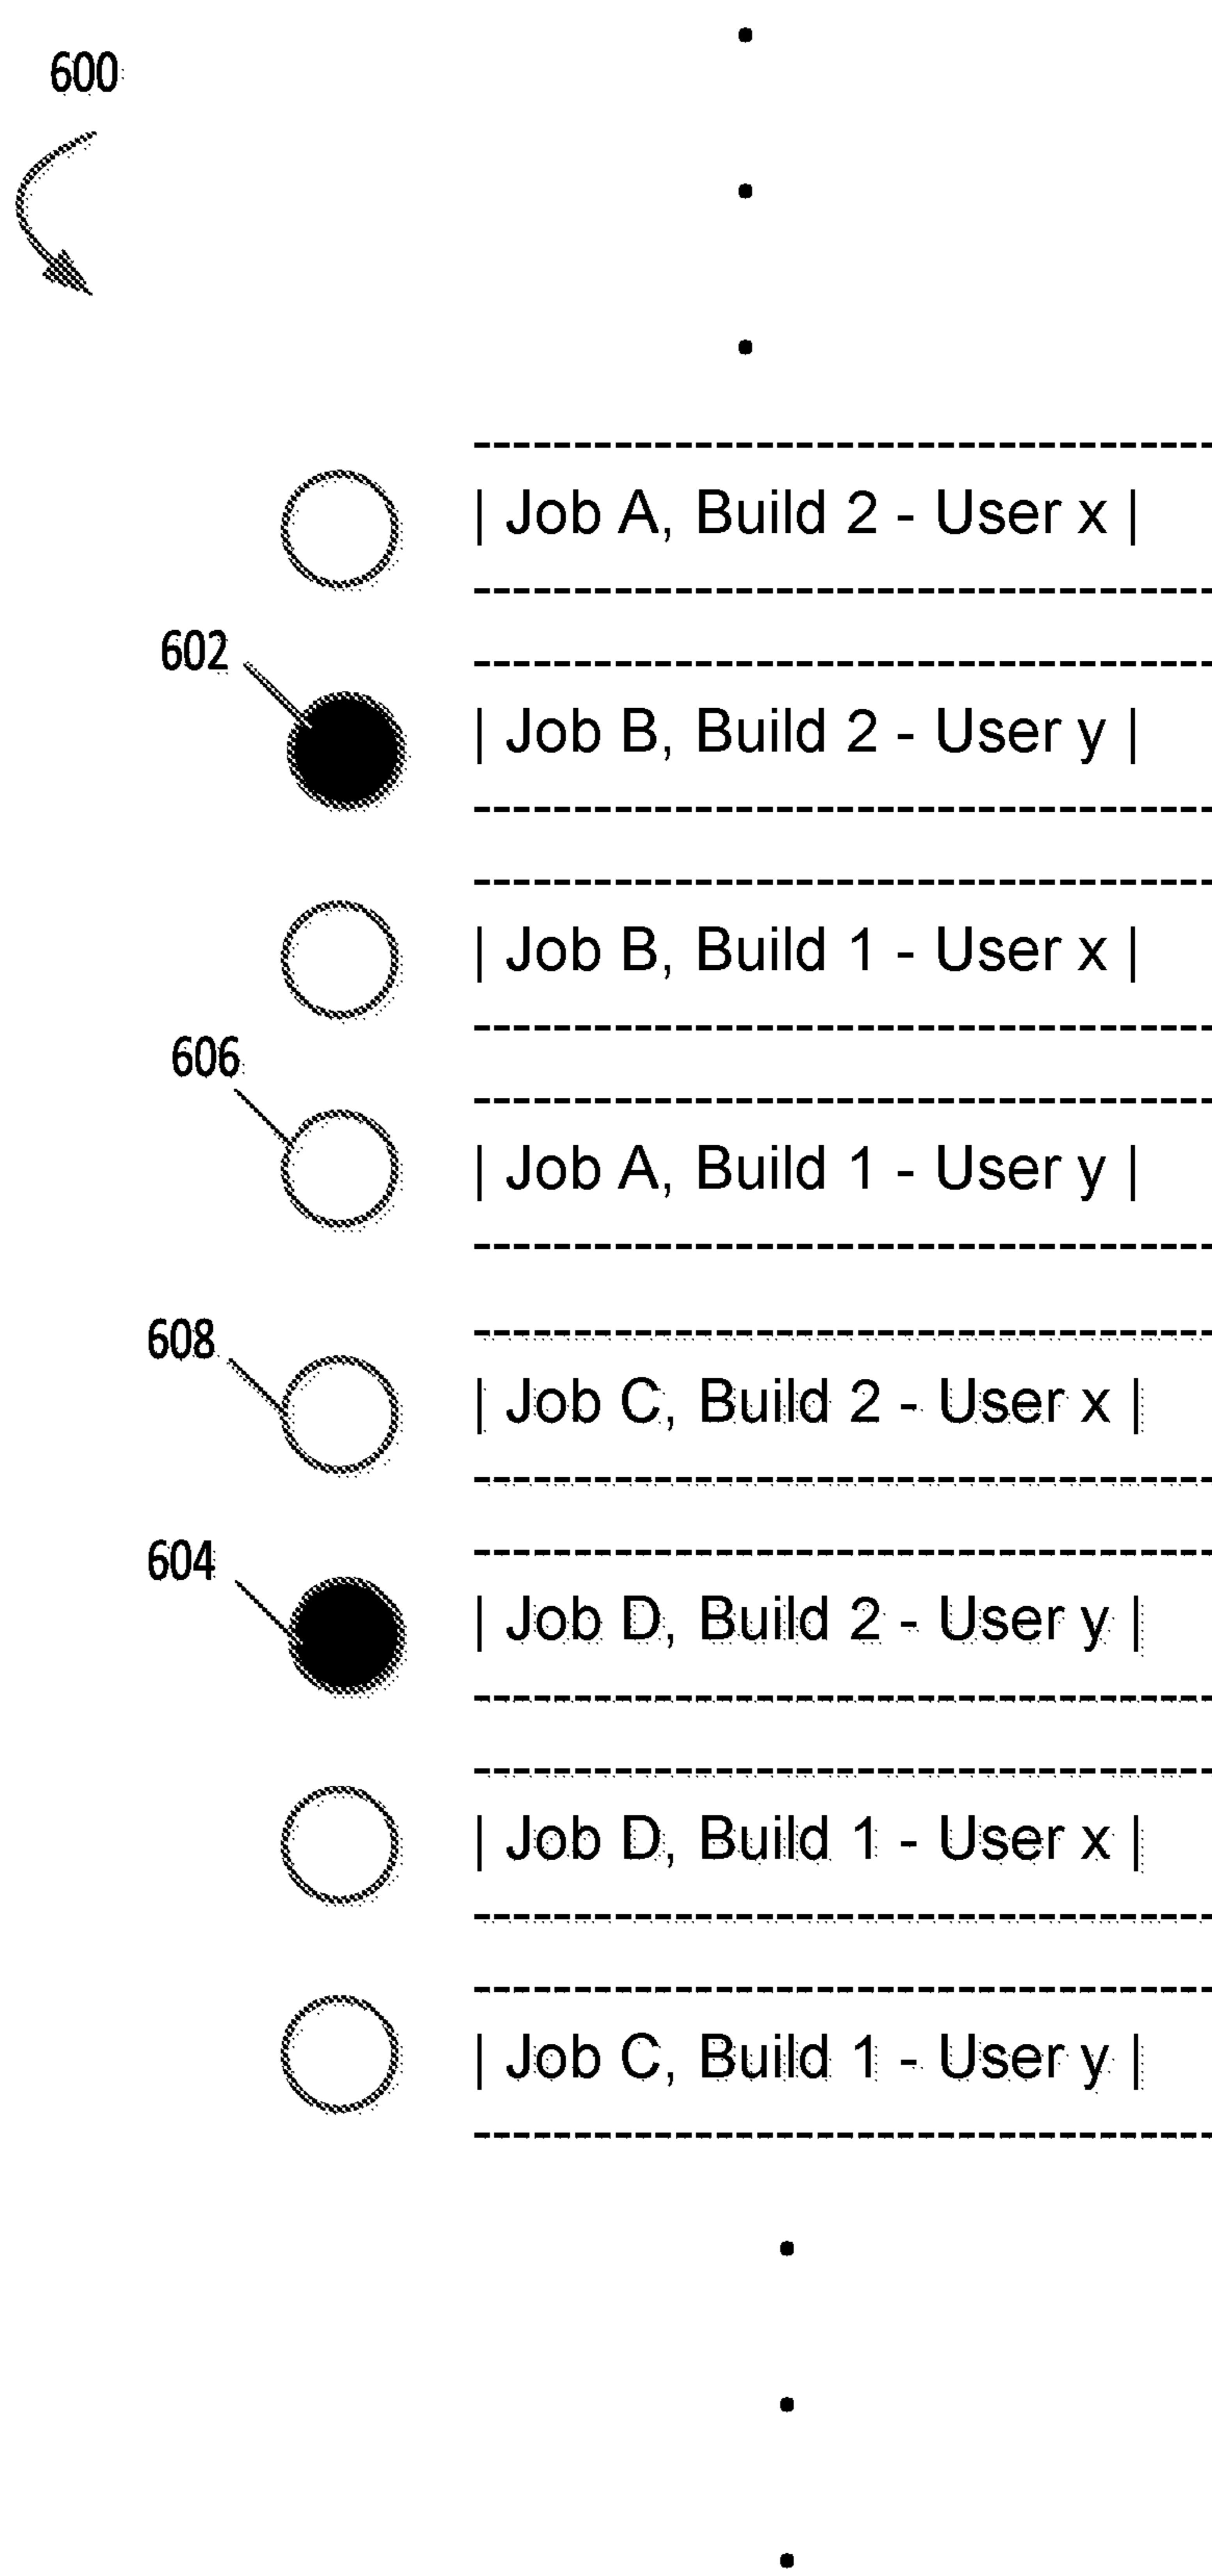 600
| Job A, Build 2 - User x |
602
| Job B, Build 2 - User y |
| Job B, Build 1 - User x |
606
| Job A, Build 1 - User y |
608
| Job C, Build 2 - User x |
604
| Job D, Build 2 - User y |
| Job D, Build 1 - User x |
| Job C, Build 1 - User y |